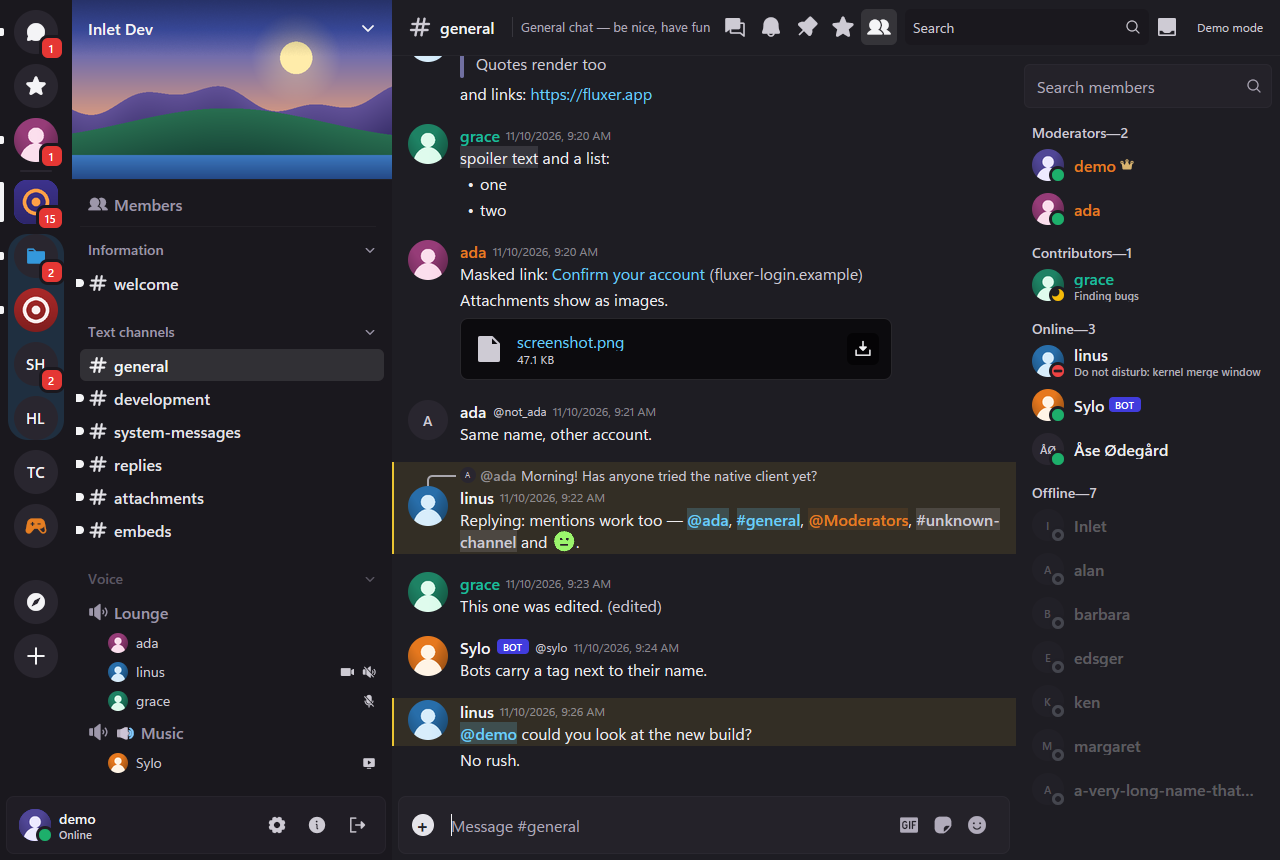 1
1
15
2
SH
2
HL
TC
Inlet Dev
Members
Information
# welcome
Text channels
# general
# development
# system-messages
# replies
# attachments
# embeds
Voice
Lounge
ada
linus
grace
Music
Sylo
demo
Online
# general
General chat — be nice, have fun
Search
Demo mode
Quotes render too
and links: https://fluxer.app
grace 11/10/2026, 9:20 AM
spoiler text and a list:
• one
• two
ada 11/10/2026, 9:20 AM
Masked link: Confirm your account (fluxer-login.example)
Attachments show as images.
screenshot.png
47.1 KB
A
ada @not_ada 11/10/2026, 9:21 AM
Same name, other account.
A @ada Morning! Has anyone tried the native client yet?
linus 11/10/2026, 9:22 AM
Replying: mentions work too — @ada, #general, @Moderators, #unknown-
channel and .
grace 11/10/2026, 9:23 AM
This one was edited. (edited)
Sylo BOT @sylo 11/10/2026, 9:24 AM
Bots carry a tag next to their name.
linus 11/10/2026, 9:26 AM
@demo could you look at the new build?
No rush.
Message #general
GIF
Search members
Moderators—2
demo
ada
Contributors—1
grace
Finding bugs
Online—3
linus
Do not disturb: kernel merge window
Sylo BOT
ÅØ Åse Ødegård
Offline—7
I Inlet
A alan
B barbara
E edsger
K ken
M margaret
A a-very-long-name-that...